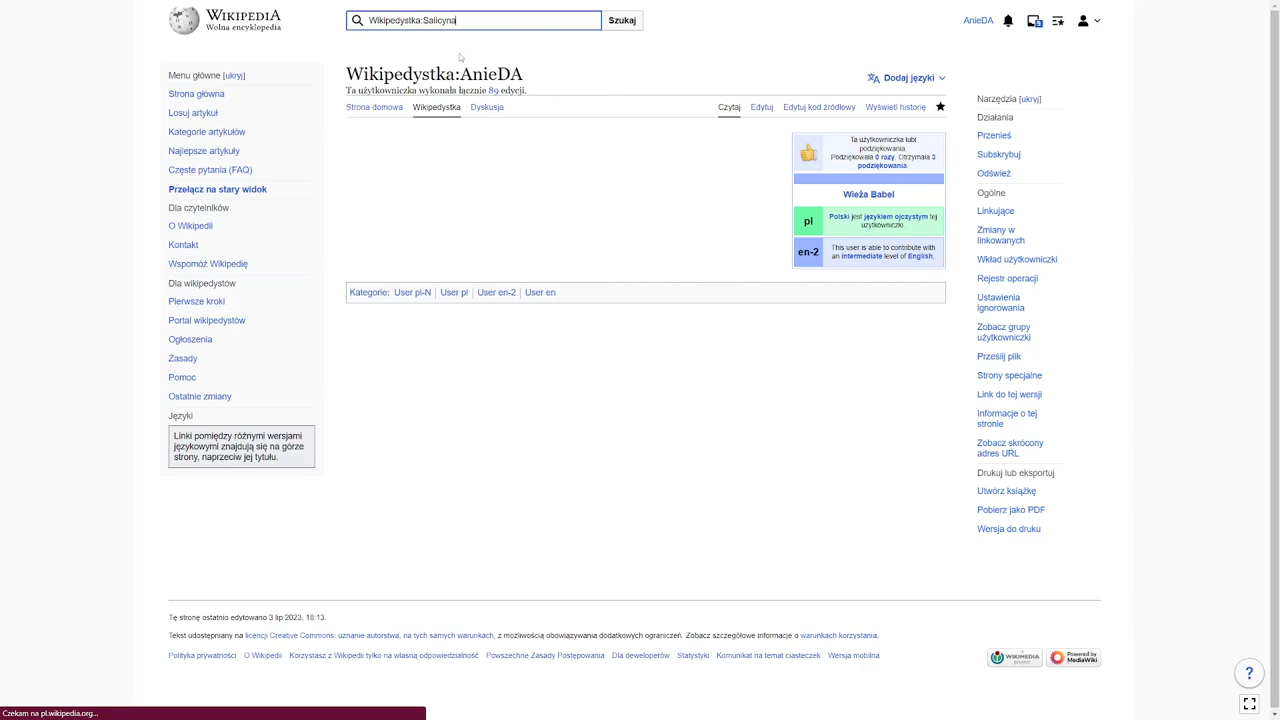 WIKIPEDIA
Wolna encyklopedia
Wikipedystka:Salicyna
Szukaj
AnieDA
5
Menu główne [ukryj]
Strona główna
Losuj artykuł
Kategorie artykułów
Najlepsze artykuły
Częste pytania (FAQ)
Przełącz na stary widok
Dla czytelników
O Wikipedii
Kontakt
Wspomóż Wikipedię
Dla wikipedystów
Pierwsze kroki
Portal wikipedystów
Ogłoszenia
Zasady
Pomoc
Ostatnie zmiany
Języki
Linki pomiędzy różnymi wersjami
językowymi znajdują się na górze
strony, naprzeciw jej tytułu.
Wikipedystka:AnieDA
Dodaj języki
Ta użytkowniczka wykonała łącznie 89 edycji.
Strona domowa Wikipedystka Dyskusja Czytaj Edytuj Edytuj kod źródłowy Wyświetl historię
Ta użytkowniczka lubi
podziękowania.
Podziękowała 0 razy. Otrzymała 3
podziękowania.
Wieża Babel
pl
Polski jest językiem ojczystym tej
użytkowniczki.
en-2
This user is able to contribute with
an intermediate level of English.
Kategorie: User pl-N User pl User en-2 User en
Narzędzia [ukryj]
Działania
Przenieś
Subskrybuj
Odśwież
Ogólne
Linkujące
Zmiany w
linkowanych
Wkład użytkowniczki
Rejestr operacji
Ustawienia
ignorowania
Zobacz grupy
użytkowniczki
Prześlij plik
Strony specjalne
Link do tej wersji
Informacje o tej
stronie
Zobacz skrócony
adres URL
Drukuj lub eksportuj
Utwórz książkę
Pobierz jako PDF
Wersja do druku
Tę stronę ostatnio edytowano 3 lip 2023, 18:13.
Tekst udostępniany na licencji Creative Commons: uznanie autorstwa, na tych samych warunkach, z możliwością obowiązywania dodatkowych ograniczeń. Zobacz szczegółowe informacje o warunkach korzystania.
Polityka prywatności O Wikipedii Korzystasz z Wikipedii tylko na własną odpowiedzialność Powszechne Zasady Postępowania Dla deweloperów Statystyki Komunikat na temat ciasteczek Wersja mobilna
A WIKIMEDIA
project
Powered by
MediaWiki
?
Czekam na pl.wikipedia.org...